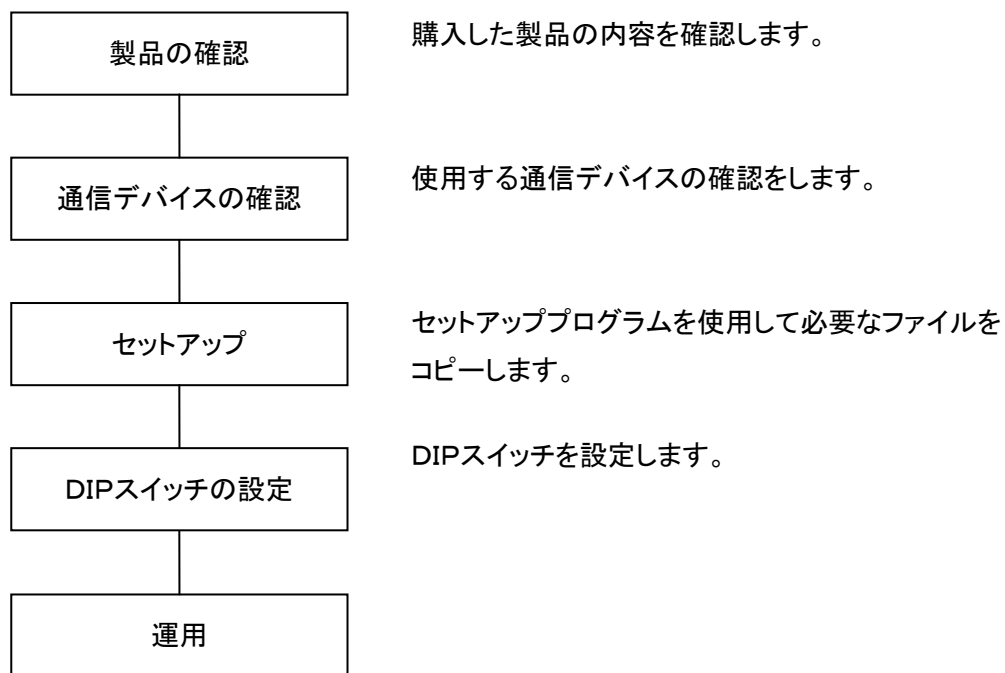 製品の確認
購入した製品の内容を確認します。
通信デバイスの確認
使用する通信デバイスの確認をします。
セットアップ
セットアッププログラムを使用して必要なファイルを
コピーします。
DIPスイッチの設定
DIPスイッチを設定します。
運用